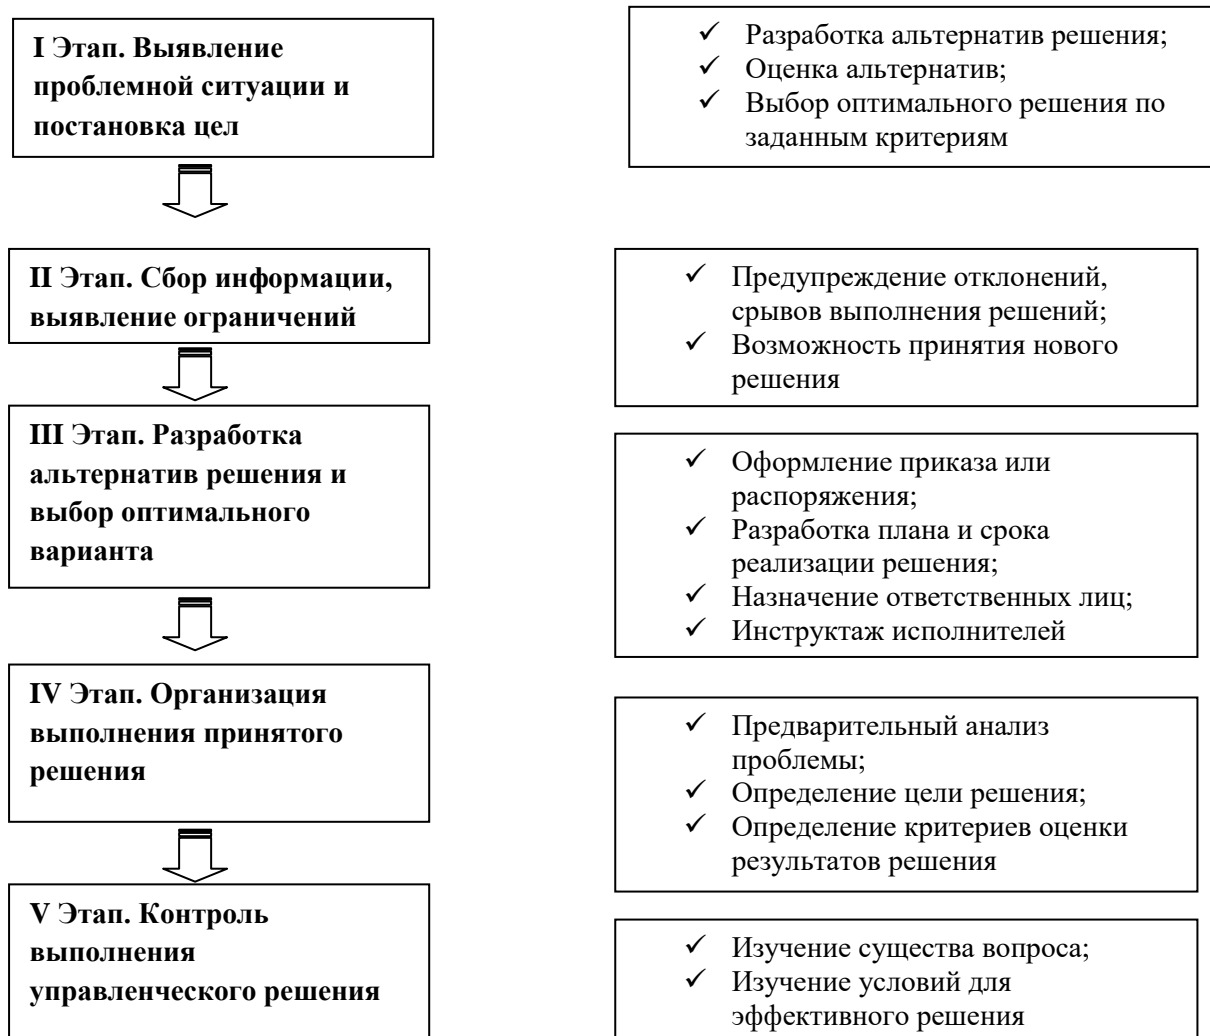 I Этап. Выявление
проблемной ситуации и
постановка цел
II Этап. Сбор информации,
выявление ограничений
III Этап. Разработка
альтернатив решения и
выбор оптимального
варианта
IV Этап. Организация
выполнения принятого
решения
V Этап. Контроль
выполнения
управленческого решения
✓ Разработка альтернатив решения;
✓ Оценка альтернатив;
✓ Выбор оптимального решения по
заданным критериям
✓ Предупреждение отклонений,
срывов выполнения решений;
✓ Возможность принятия нового
решения
✓ Оформление приказа или
распоряжения;
✓ Разработка плана и срока
реализации решения;
✓ Назначение ответственных лиц;
✓ Инструктаж исполнителей
✓ Предварительный анализ
проблемы;
✓ Определение цели решения;
✓ Определение критериев оценки
результатов решения
✓ Изучение существа вопроса;
✓ Изучение условий для
эффективного решения